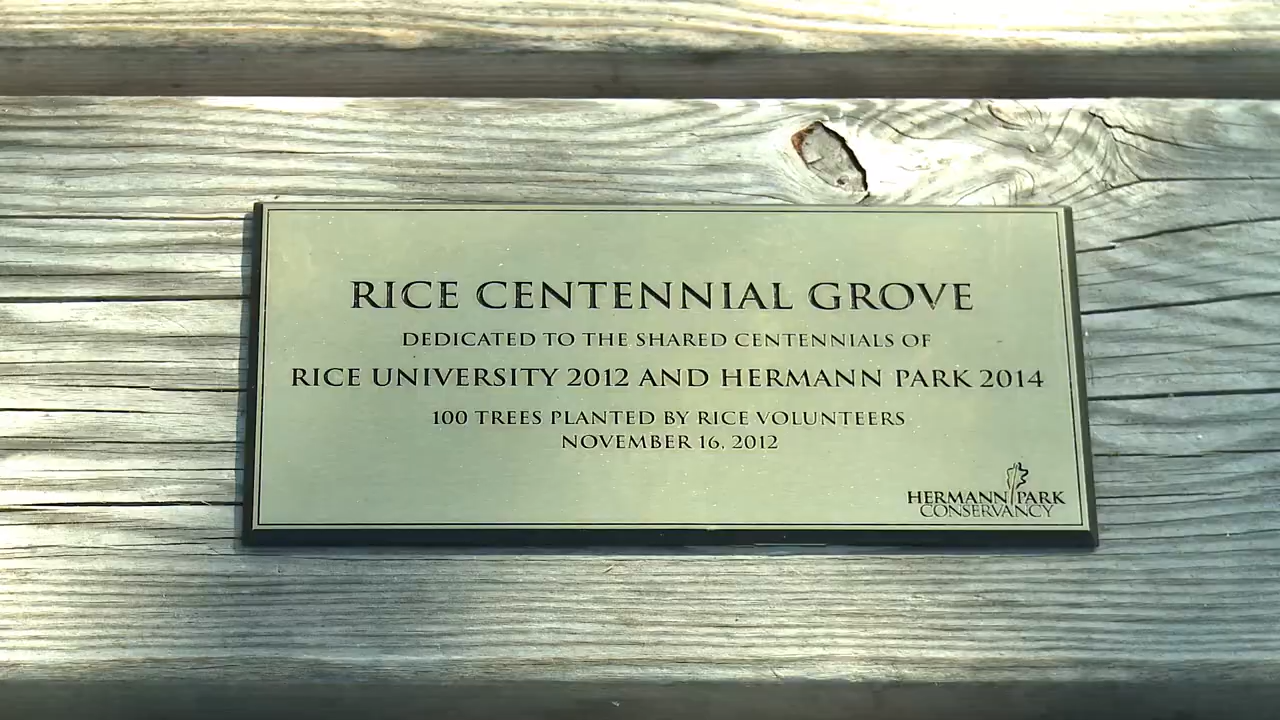 RICE CENTENNIAL GROVE
DEDICATED TO THE SHARED CENTENNIALS OF
RICE UNIVERSITY 2012 AND HERMANN PARK 2014
100 TREES PLANTED BY RICE VOLUNTEERS
NOVEMBER 16, 2012
HERMANN PARK
CONSERVANCY